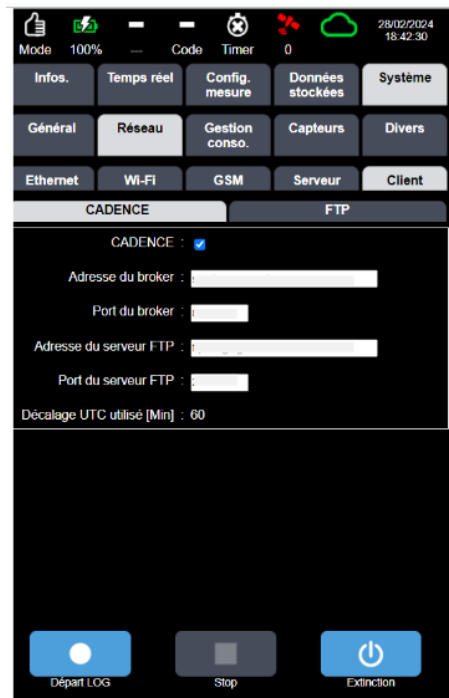 28/02/2024
18:42:30
Mode 100% --- Code Timer 0
Infos. Temps réel Config. mesure Données stockées Système
Général Réseau Gestion conso. Capteurs Divers
Ethernet Wi-Fi GSM Serveur Client
CADENCE FTP
CADENCE :
Adresse du broker :
Port du broker :
Adresse du serveur FTP :
Port du serveur FTP :
Décalage UTC utilisé [Min] : 60
Départ LOG Stop Extinction